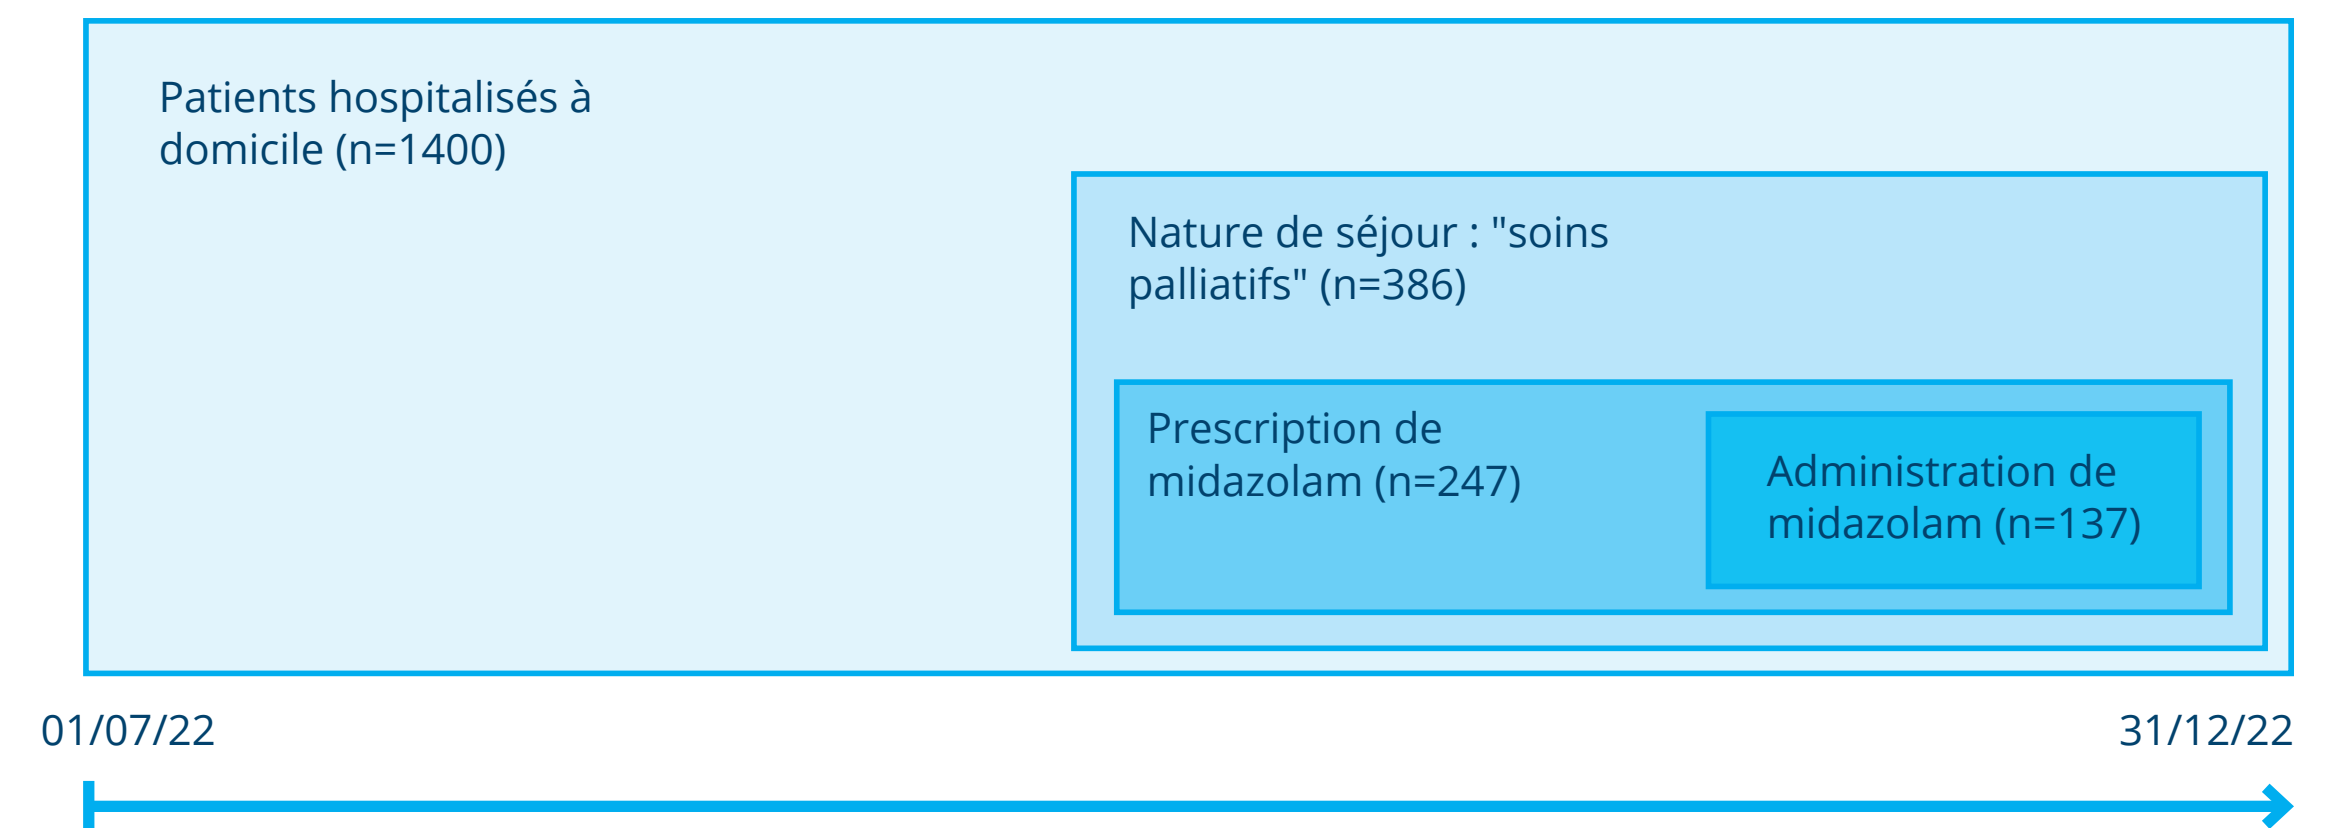 Patients hospitalisés à
domicile (n=1400)
Nature de séjour : "soins
palliatifs" (n=386)
Prescription de
midazolam (n=247)
Administration de
midazolam (n=137)
01/07/22
31/12/22